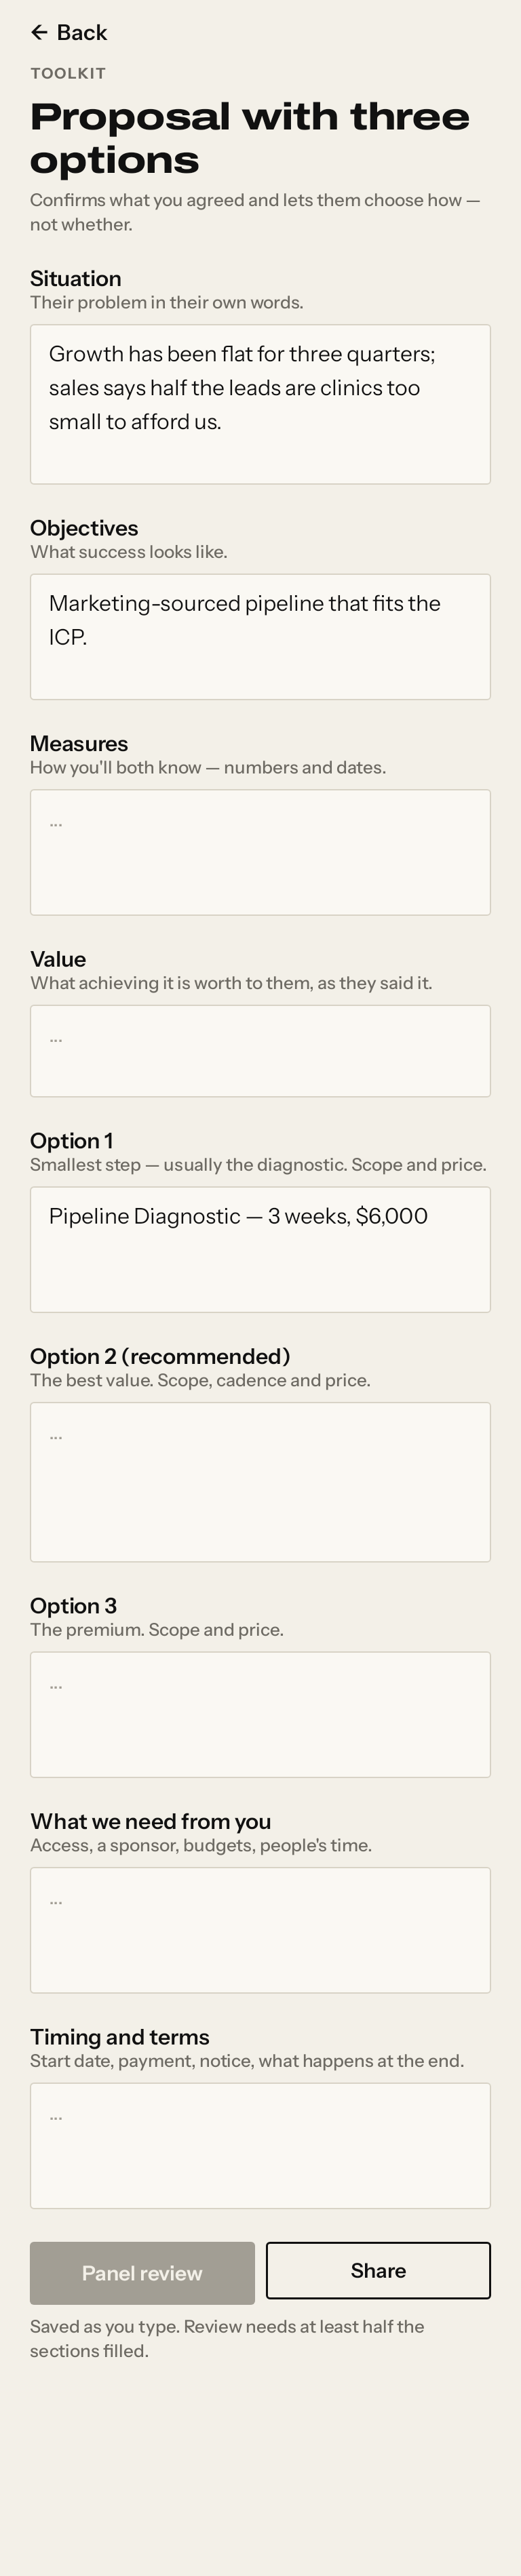 ← Back
TOOLKIT
Proposal with three
options
Confirms what you agreed and lets them choose how —
not whether.
Situation
Their problem in their own words.
Growth has been flat for three quarters;
sales says half the leads are clinics too
small to afford us.
Objectives
What success looks like.
Marketing-sourced pipeline that fits the
ICP.
Measures
How you'll both know — numbers and dates.
...
Value
What achieving it is worth to them, as they said it.
...
Option 1
Smallest step — usually the diagnostic. Scope and price.
Pipeline Diagnostic — 3 weeks, $6,000
Option 2 (recommended)
The best value. Scope, cadence and price.
...
Option 3
The premium. Scope and price.
...
What we need from you
Access, a sponsor, budgets, people's time.
...
Timing and terms
Start date, payment, notice, what happens at the end.
...
Panel review
Share
Saved as you type. Review needs at least half the
sections filled.